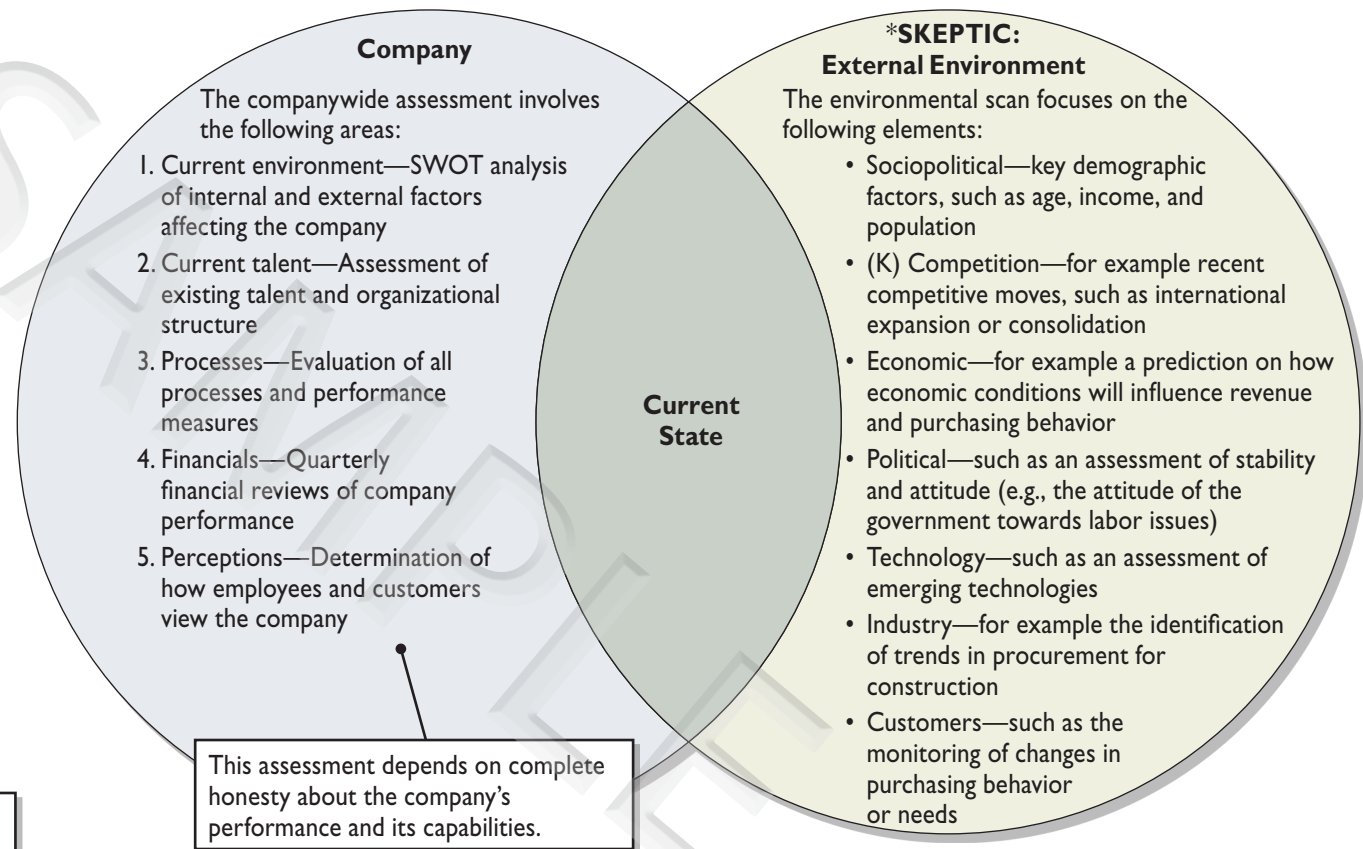 Company
The companywide assessment involves
the following areas:
1. Current environment—SWOT analysis
of internal and external factors
affecting the company
2. Current talent—Assessment of
existing talent and organizational
structure
3. Processes—Evaluation of all
processes and performance
measures
4. Financials—Quarterly
financial reviews of company
performance
5. Perceptions—Determination of
how employees and customers
view the company
This assessment depends on complete
honesty about the company’s
performance and its capabilities.
Current
State
*SKEPTIC:
External Environment
The environmental scan focuses on the
following elements:
• Sociopolitical—key demographic
factors, such as age, income, and
population
• (K) Competition—for example recent
competitive moves, such as international
expansion or consolidation
• Economic—for example a prediction on how
economic conditions will influence revenue
and purchasing behavior
• Political—such as an assessment of stability
and attitude (e.g., the attitude of the
government towards labor issues)
• Technology—such as an assessment of
emerging technologies
• Industry—for example the identification
of trends in procurement for
construction
• Customers—such as the
monitoring of changes in
purchasing behavior
or needs
SAMPLE